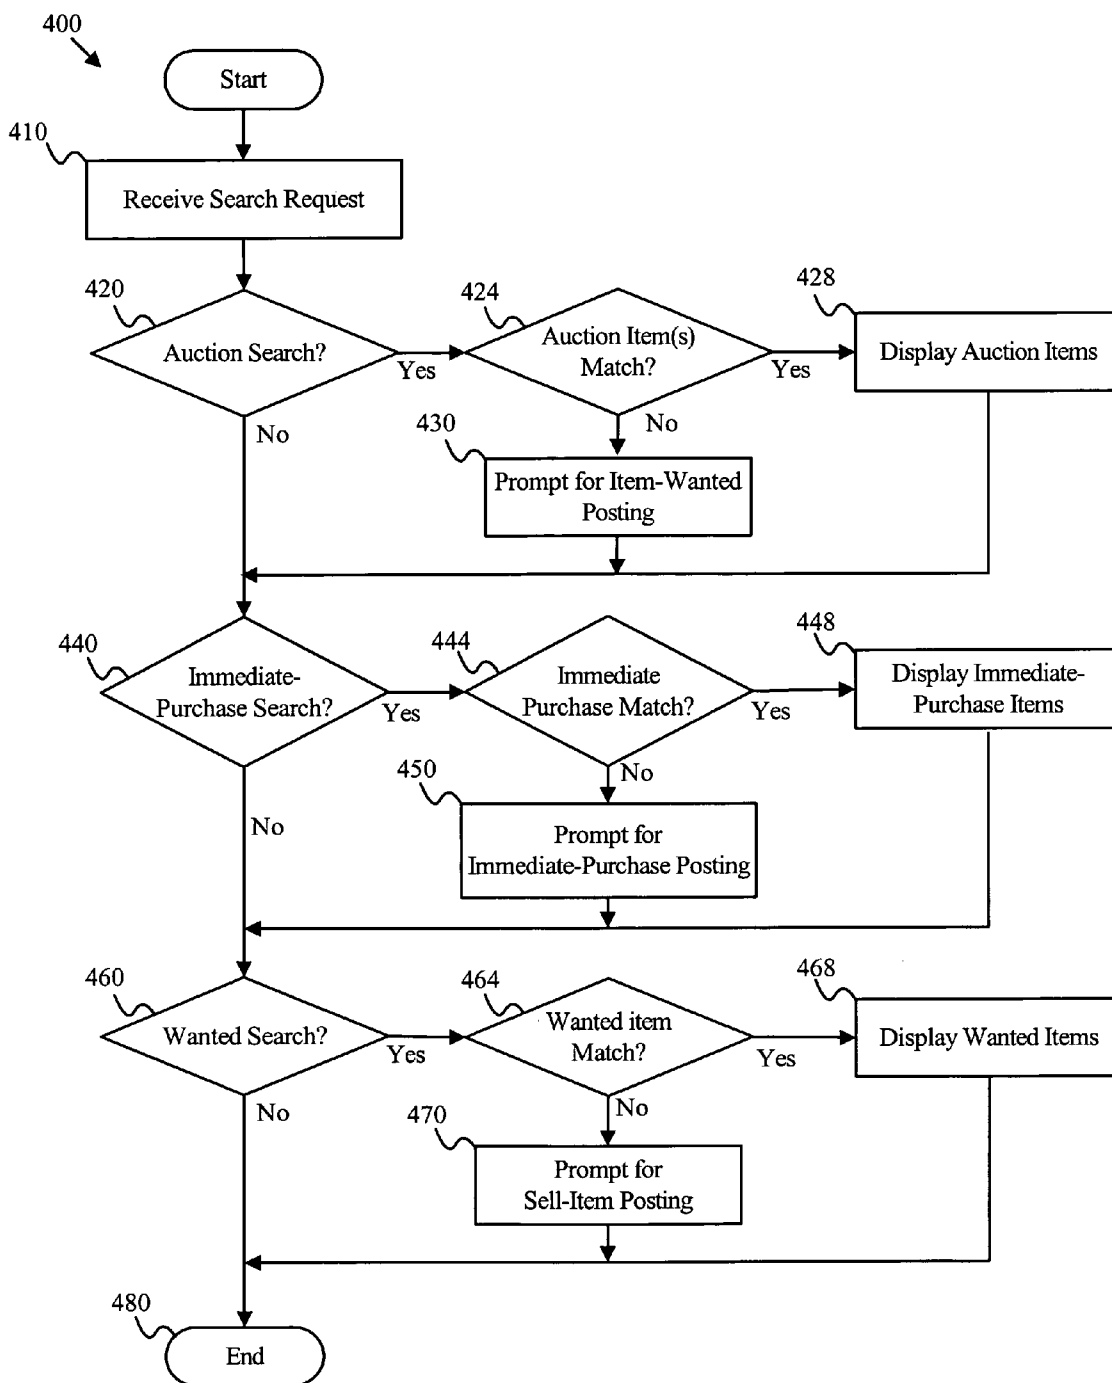 400
Start
410
Receive Search Request
420
Auction Search?
Yes
No
424
Auction Item(s)
Match?
Yes
No
428
Display Auction Items
430
Prompt for Item-Wanted
Posting
440
Immediate-
Purchase Search?
Yes
No
444
Immediate
Purchase Match?
Yes
No
448
Display Immediate-
Purchase Items
450
Prompt for
Immediate-Purchase Posting
460
Wanted Search?
Yes
No
464
Wanted item
Match?
Yes
No
468
Display Wanted Items
470
Prompt for
Sell-Item Posting
480
End